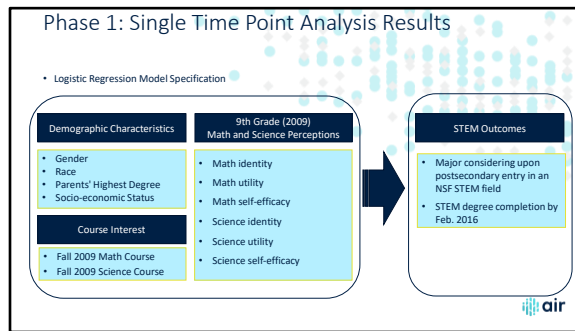 Phase 1: Single Time Point Analysis Results
• Logistic Regression Model Specification
Demographic Characteristics
• Gender
• Race
• Parents' Highest Degree
• Socio-economic Status
Course Interest
• Fall 2009 Math Course
• Fall 2009 Science Course
9th Grade (2009)
Math and Science Perceptions
• Math identity
• Math utility
• Math self-efficacy
• Science identity
• Science utility
• Science self-efficacy
STEM Outcomes
• Major considering upon
postsecondary entry in an
NSF STEM field
• STEM degree completion by
Feb. 2016
air